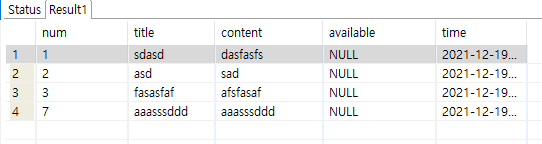 Status Result1
num title content available time
1 1 sdasd dasfasfs NULL 2021-12-19...
2 2 asd sad NULL 2021-12-19...
3 3 fasasfaf afsfasaf NULL 2021-12-19...
4 7 aaasssddd aaasssddd NULL 2021-12-19...